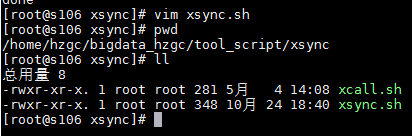 done
[root@s106 xsync]# vim xsync.sh
[root@s106 xsync]# pwd
/home/hzgc/bigdata_hzgc/tool_script/xsync
[root@s106 xsync]# ll
总用量 8
-rwxr-xr-x. 1 root root 281 5月   4 14:08 xcall.sh
-rwxr-xr-x. 1 root root 348 10月 24 18:40 xsync.sh
[root@s106 xsync]#